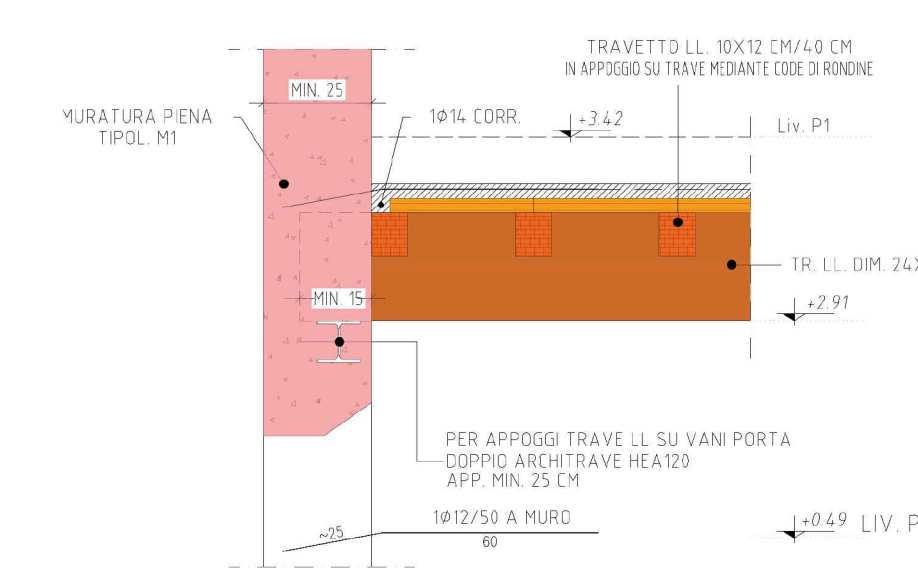 TRAVETTO LL. 10X12 CM/40 CM
IN APPOGGIO SU TRAVE MEDIANTE CODE DI RONDINE
MIN. 25
MURATURA PIENA
TIPOL. M1
1Φ14 CORR.
+3.42
Liv. P1
TR. LL. DIM. 24X
MIN. 15
+2.91
PER APPOGGI TRAVE LL SU VANI PORTA
DOPPIO ARCHITRAVE HEA120
APP. MIN. 25 CM
~25
1Φ12/50 A MURO
60
+0.49 LIV. P